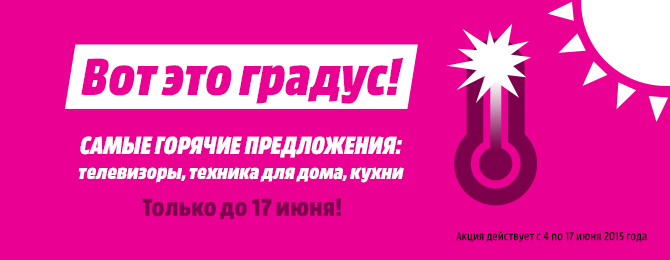 Вот это градус!
САМЫЕ ГОРЯЧИЕ ПРЕДЛОЖЕНИЯ:
телевизоры, техника для дома, кухни
Только до 17 июня!
Акция действует с 4 по 17 июня 2015 года